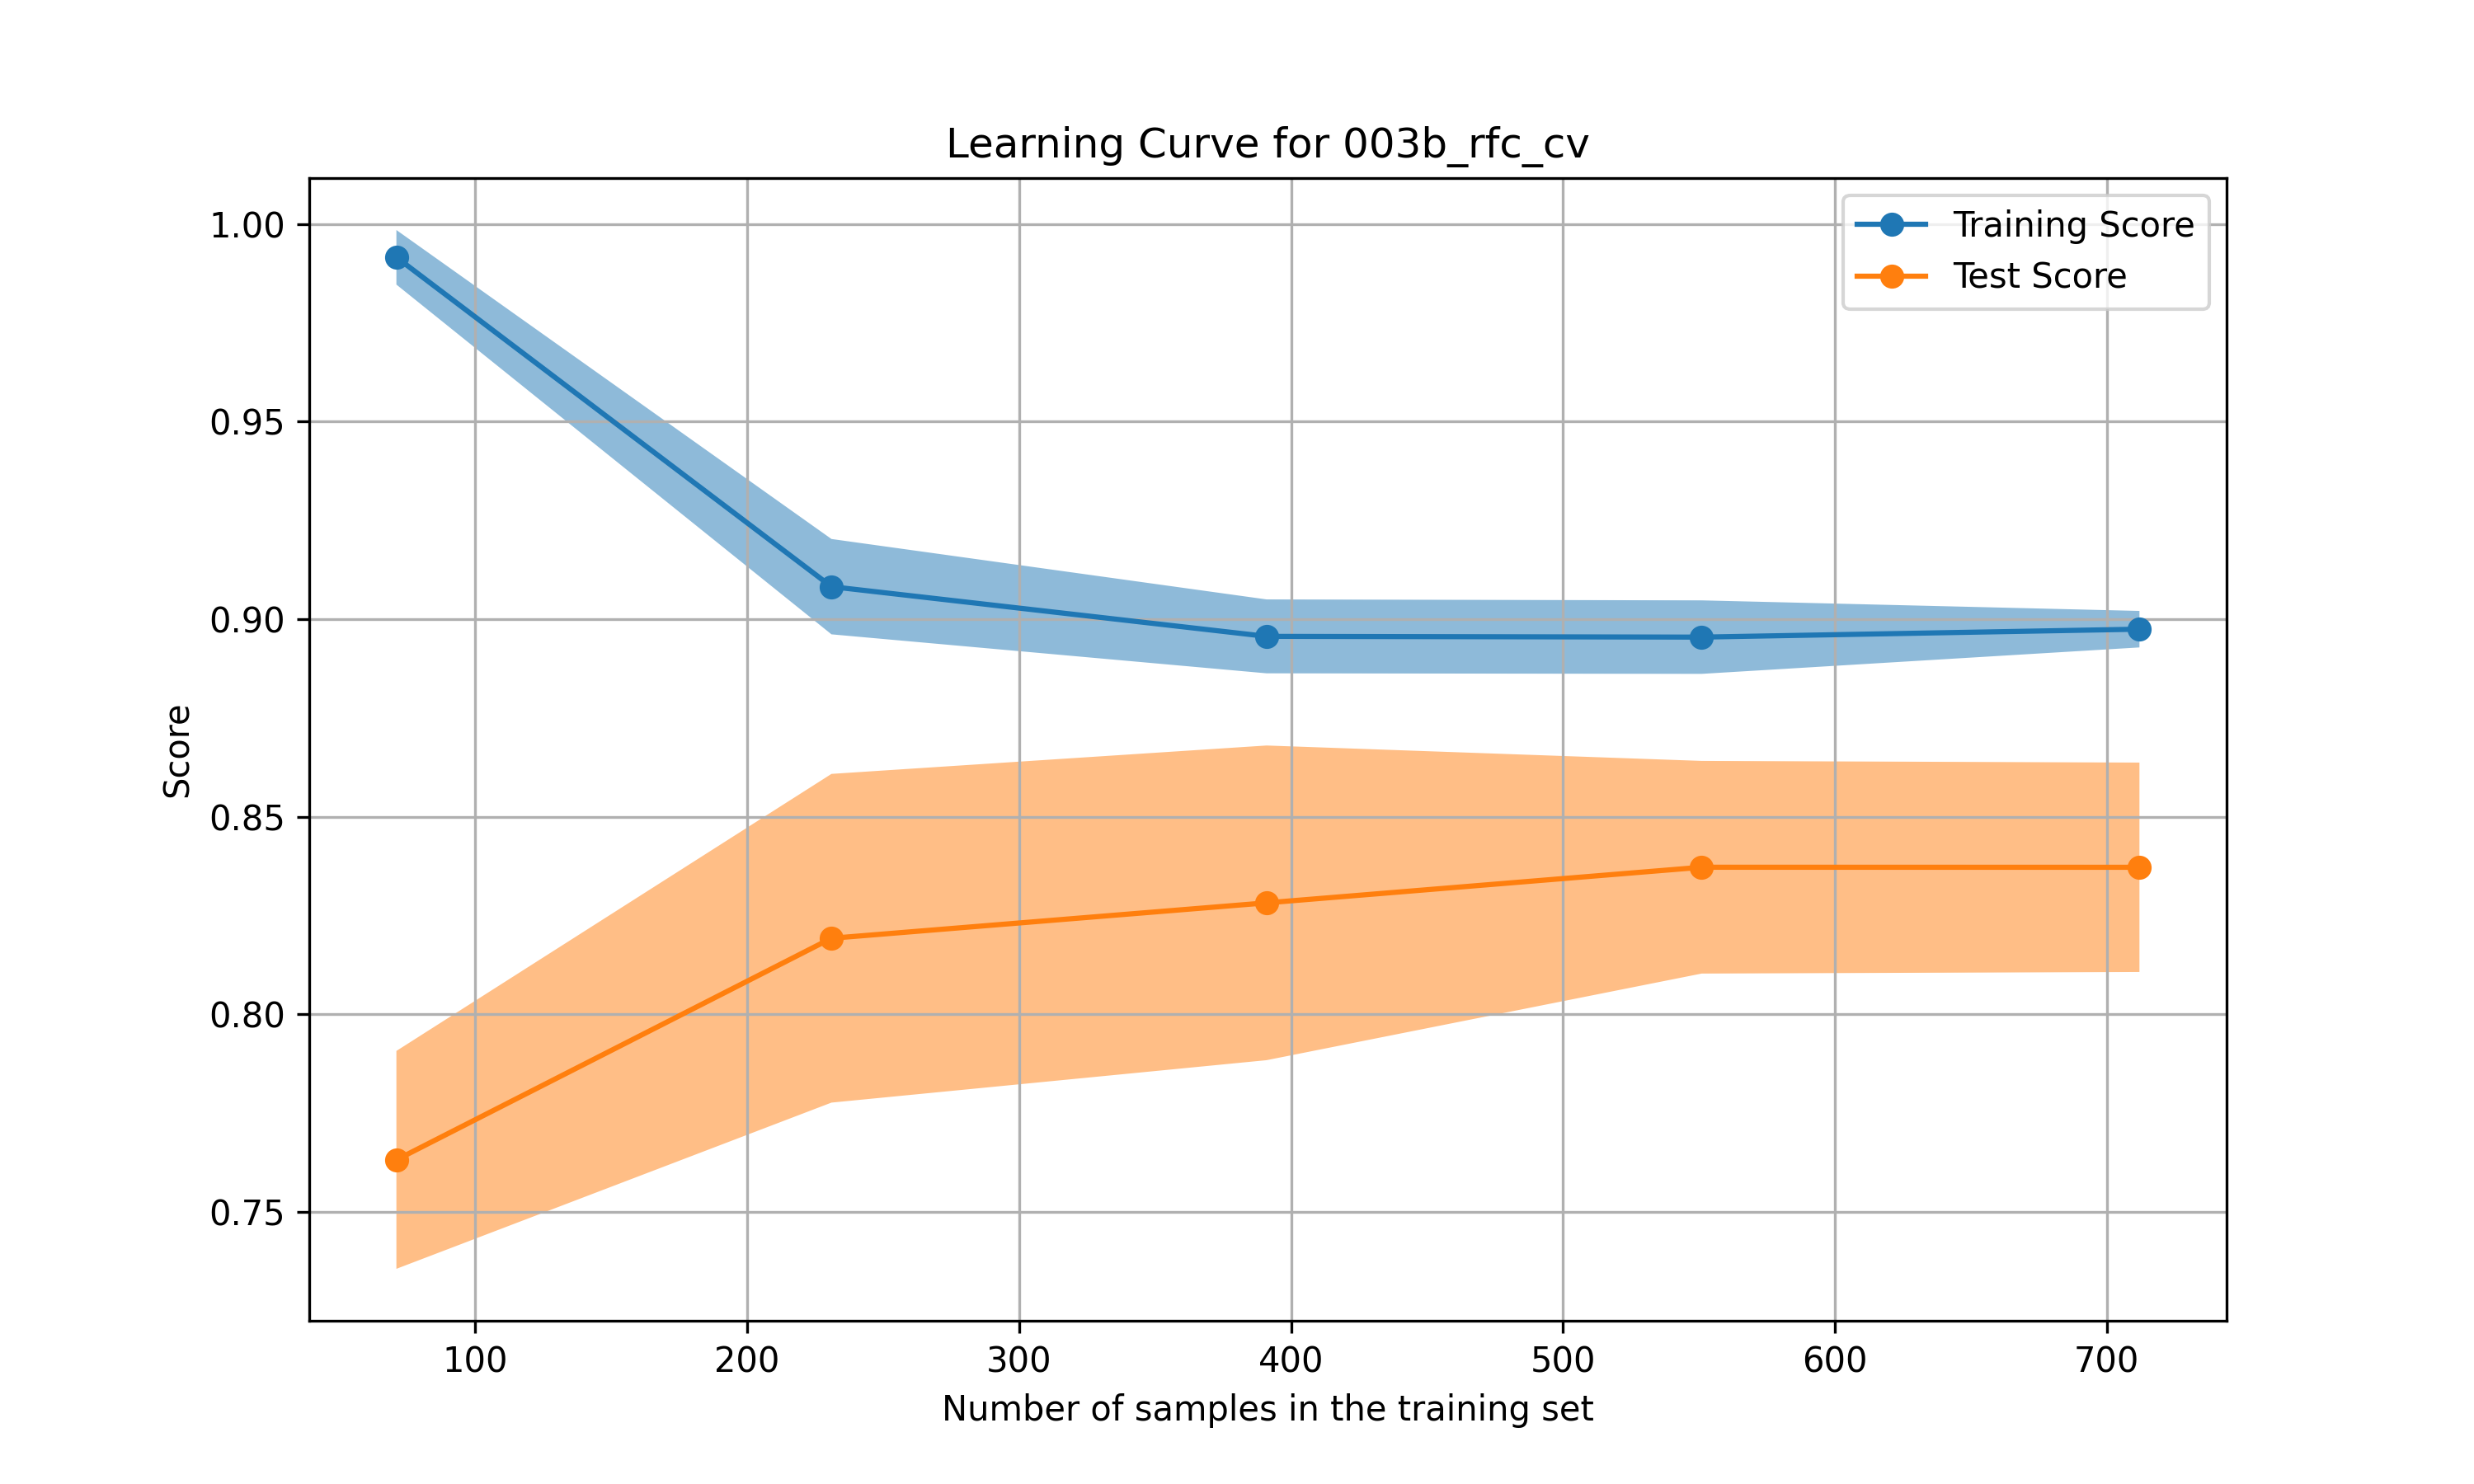 Learning Curve for 003b_rfc_cv
Training Score
Test Score
1.00
0.95
0.90
0.85
0.80
0.75
Score
100 200 300 400 500 600 700
Number of samples in the training set